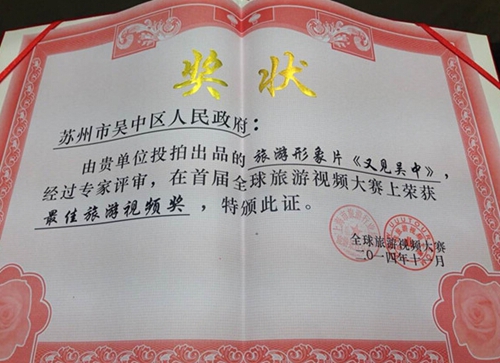 奖状
苏州市吴中区人民政府：
由贵单位投拍出品的旅游形象片《又见吴中》，
经过专家评审，在首届全球旅游视频大赛上荣获
最佳旅游视频奖，特颁此证。
全球旅游视频大赛
二〇一四年十一月